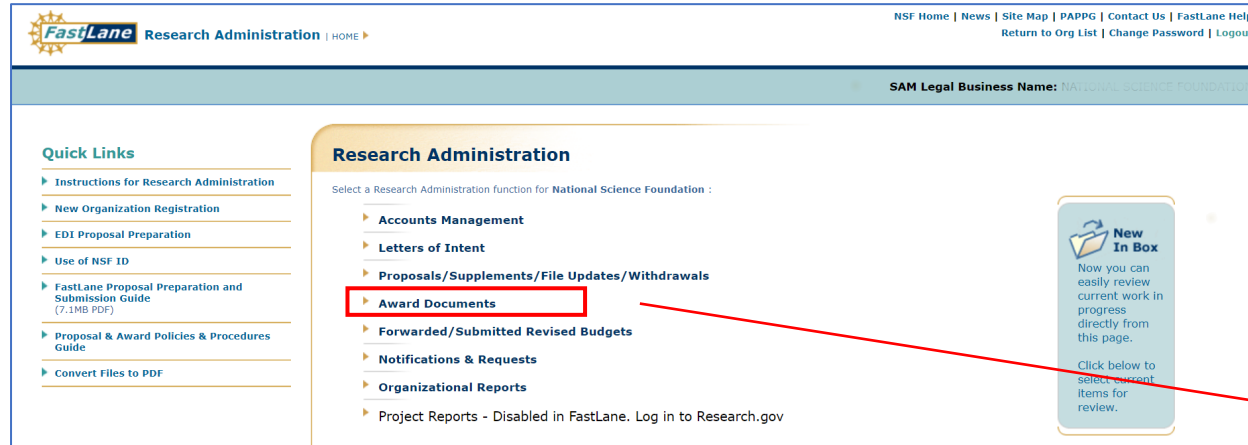 NSF Home | News | Site Map | PAPPG | Contact Us | FastLane Help
FastLane Research Administration | HOME
Return to Org List | Change Password | Logou
SAM Legal Business Name: NATIONAL SCIENCE FOUNDATION
Quick Links
Instructions for Research Administration
New Organization Registration
EDI Proposal Preparation
Use of NSF ID
FastLane Proposal Preparation and
Submission Guide
(7.1MB PDF)
Proposal & Award Policies & Procedures
Guide
Convert Files to PDF
Research Administration
Select a Research Administration function for National Science Foundation :
Accounts Management
Letters of Intent
Proposals/Supplements/File Updates/Withdrawals
Award Documents
Forwarded/Submitted Revised Budgets
Notifications & Requests
Organizational Reports
Project Reports - Disabled in FastLane. Log in to Research.gov
New
In Box
Now you can
easily review
current work in
progress
directly from
this page.
Click below to
select current
items for
review.